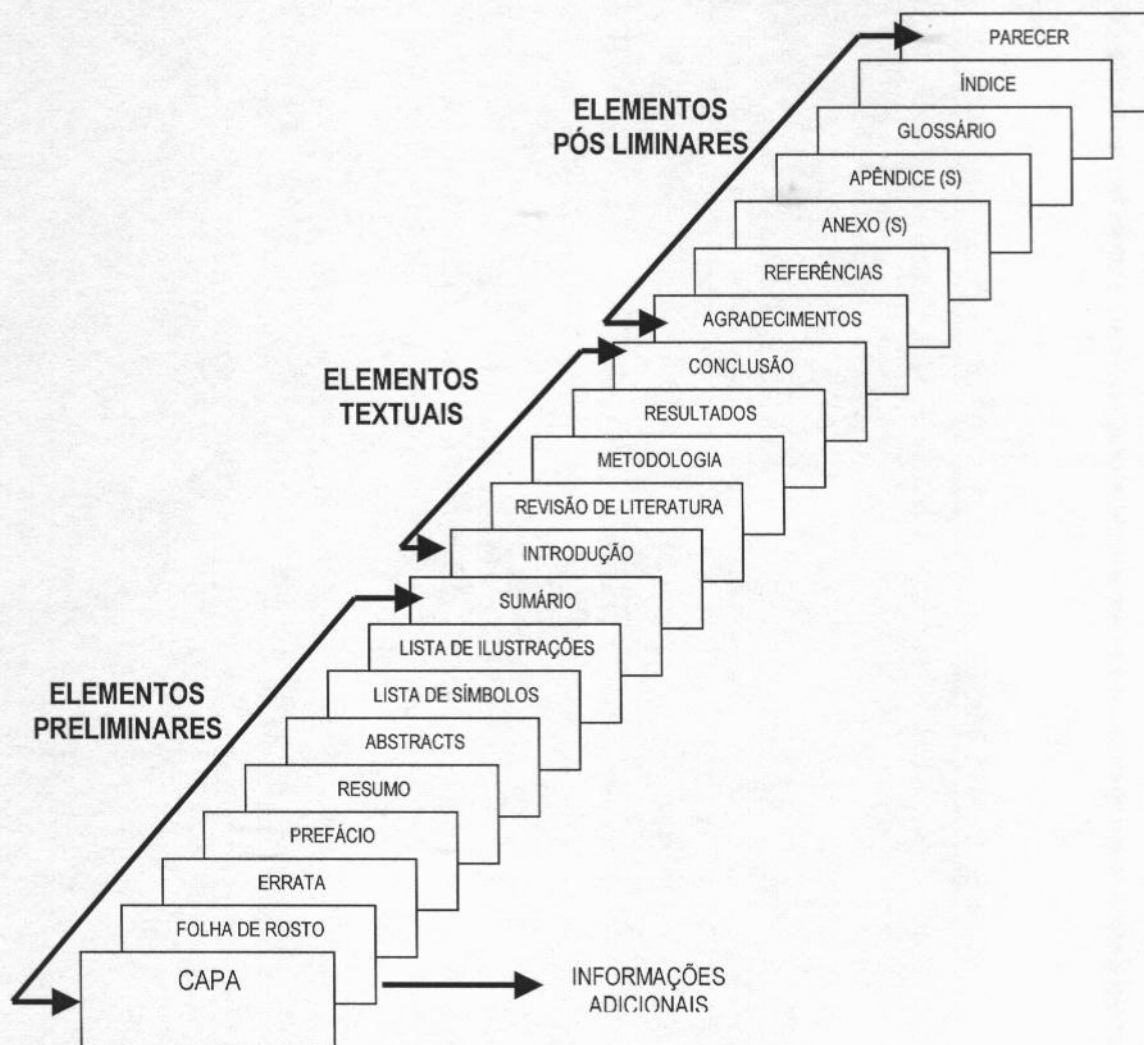 PARECER
ÍNDICE
ELEMENTOS
PÓS LIMINARES
GLOSSÁRIO
APÊNDICE (S)
ANEXO (S)
REFERÊNCIAS
AGRADECIMENTOS
CONCLUSÃO
ELEMENTOS
TEXTUAIS
RESULTADOS
METODOLOGIA
REVISÃO DE LITERATURA
INTRODUÇÃO
SUMÁRIO
LISTA DE ILUSTRAÇÕES
ELEMENTOS
PRELIMINARES
LISTA DE SÍMBOLOS
ABSTRACTS
RESUMO
PREFÁCIO
ERRATA
FOLHA DE ROSTO
CAPA
INFORMAÇÕES
ADICIONAIS